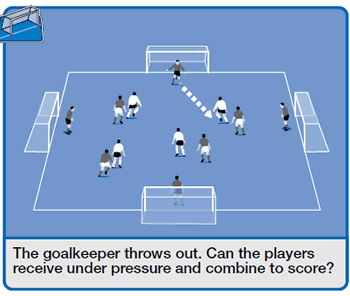 The goalkeeper throws out. Can the players
receive under pressure and combine to score?